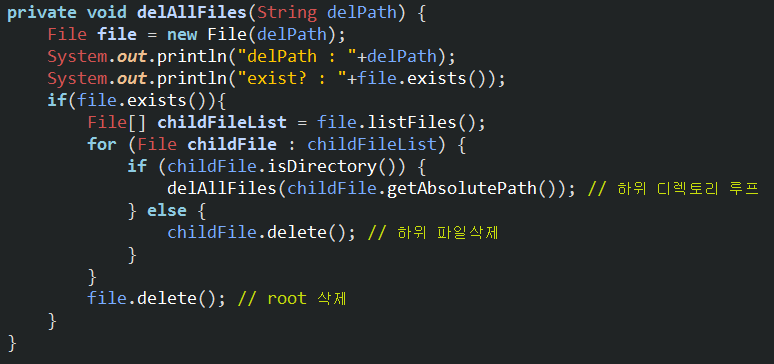 private void delAllFiles(String delPath) {
    File file = new File(delPath);
    System.out.println("delPath : "+delPath);
    System.out.println("exist? : "+file.exists());
    if(file.exists()){
        File[] childFileList = file.listFiles();
        for (File childFile : childFileList) {
            if (childFile.isDirectory()) {
                delAllFiles(childFile.getAbsolutePath()); // 하위 디렉토리 루프
            } else {
                childFile.delete(); // 하위 파일삭제
            }
        }
        file.delete(); // root 삭제
    }
}